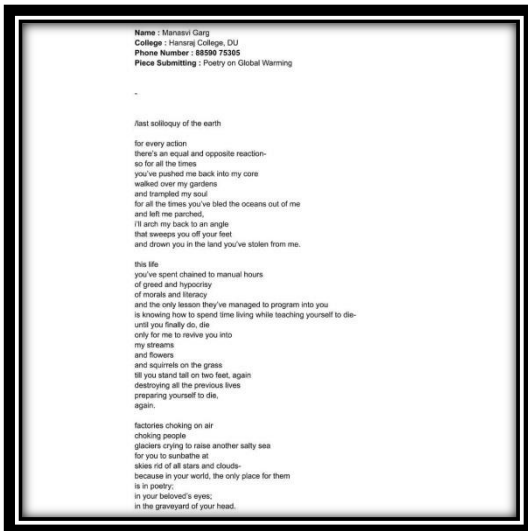 Name : Manasvi Garg
College : Hansraj College, DU
Phone Number : 88590 75305
Piece Submitting : Poetry on Global Warming
-
/last soliloquy of the earth
for every action
there's an equal and opposite reaction-
so for all the times
you've pushed me back into my core
walked over my gardens
and trampled my soul
for all the times you've bled the oceans out of me
and left me parched,
i'll arch my back to an angle
that sweeps you off your feet
and drown you in the land you've stolen from me.
this life
you've spent chained to manual hours
of greed and hypocrisy
of morals and literacy
and the only lesson they've managed to program into you
is knowing how to spend time living while teaching yourself to die-
until you finally do, die
only for me to revive you into
my streams
and flowers
and squirrels on the grass
till you stand tall on two feet, again
destroying all the previous lives
preparing yourself to die,
again.
factories choking on air
choking people
glaciers crying to raise another salty sea
for you to sunbathe at
skies rid of all stars and clouds-
because in your world, the only place for them
is in poetry;
in your beloved's eyes;
in the graveyard of your head.